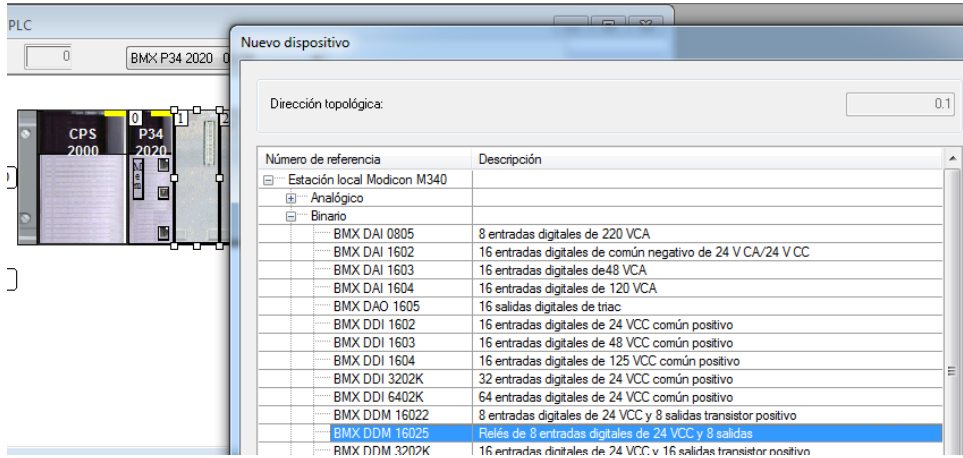 PLC
0
BMX P34 2020
Nuevo dispositivo
Dirección topológica:
0.1
CPS
2000
0
P34
2020
1
2
Número de referencia
Descripción
Estación local Modicon M340
Analógico
Binario
BMX DAI 0805 8 entradas digitales de 220 VCA
BMX DAI 1602 16 entradas digitales de común negativo de 24 V CA/24 V CC
BMX DAI 1603 16 entradas digitales de48 VCA
BMX DAI 1604 16 entradas digitales de 120 VCA
BMX DAO 1605 16 salidas digitales de triac
BMX DDI 1602 16 entradas digitales de 24 VCC común positivo
BMX DDI 1603 16 entradas digitales de 48 VCC común positivo
BMX DDI 1604 16 entradas digitales de 125 VCC común positivo
BMX DDI 3202K 32 entradas digitales de 24 VCC común positivo
BMX DDI 6402K 64 entradas digitales de 24 VCC común positivo
BMX DDM 16022 8 entradas digitales de 24 VCC y 8 salidas transistor positivo
BMX DDM 16025 Relés de 8 entradas digitales de 24 VCC y 8 salidas
BMX DDM 3202K 16 entradas digitales de 24 VCC y 16 salidas transistor positivo